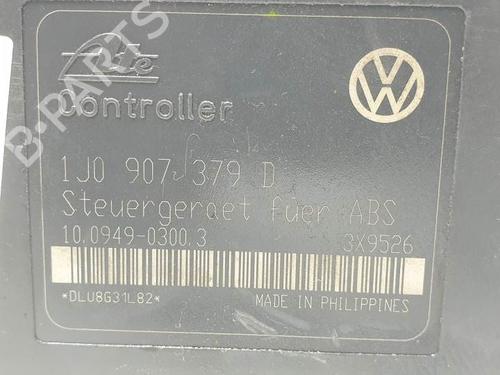 Ate
Controller
1J0 907 379 D
Steuergeraet fuer ABS
10.0949-0300.3 3X9526
*DLU8G31L82* MADE IN PHILIPPINES
B-PARTS